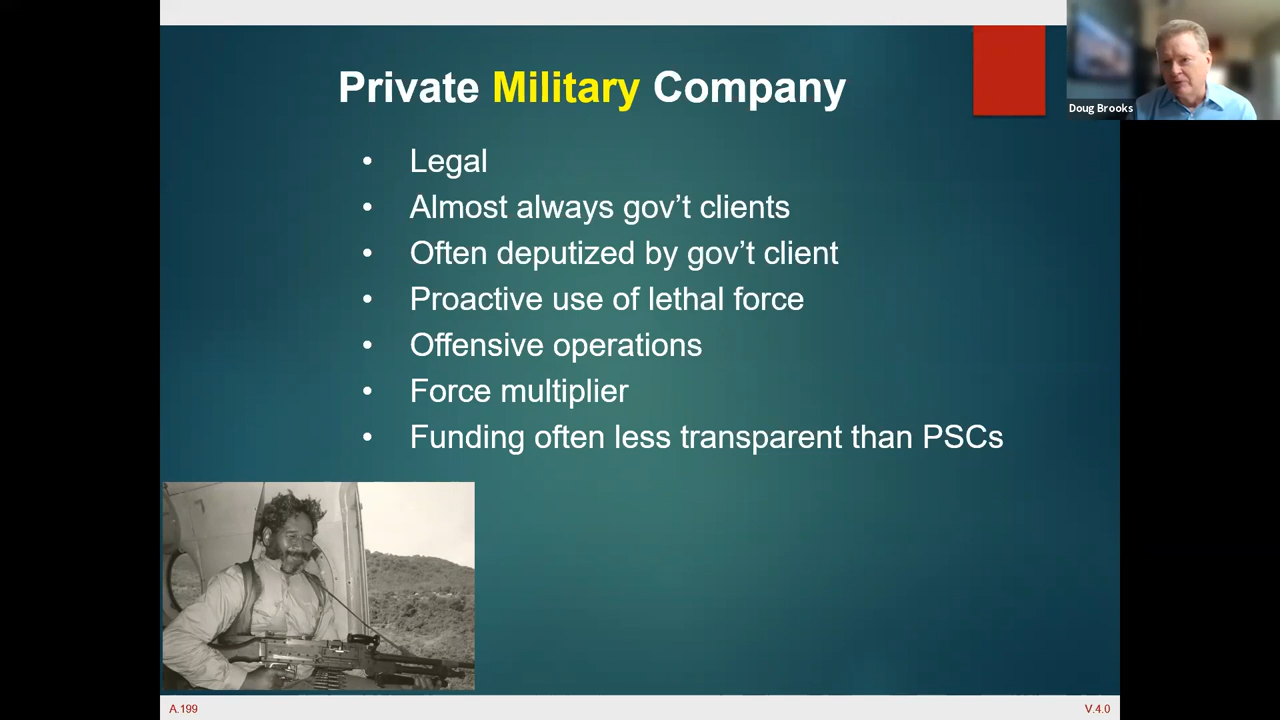 Private Military Company
Doug Brooks
• Legal
• Almost always gov’t clients
• Often deputized by gov’t client
• Proactive use of lethal force
• Offensive operations
• Force multiplier
• Funding often less transparent than PSCs
A.199
V.4.0